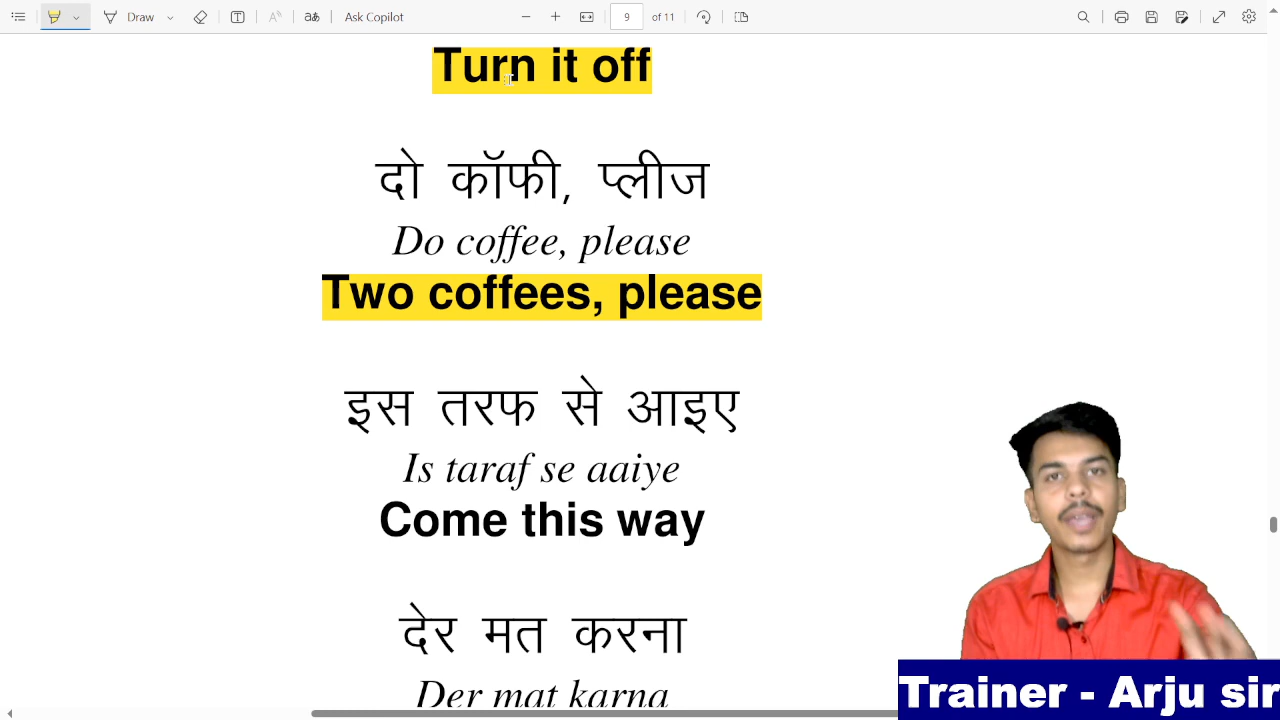 Draw
Ask Copilot
9 of 11
Turn it off
दो कॉफी, प्लीज
Do coffee, please
Two coffees, please
इस तरफ से आइए
Is taraf se aaiye
Come this way
देर मत करना
Der mat karna
Trainer - Arju sir